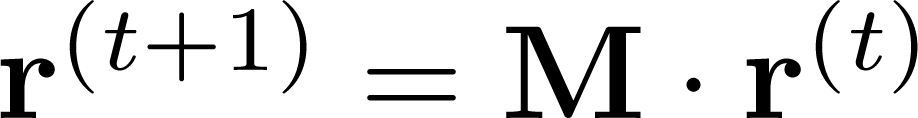 r^(t+1) = M · r^(t)